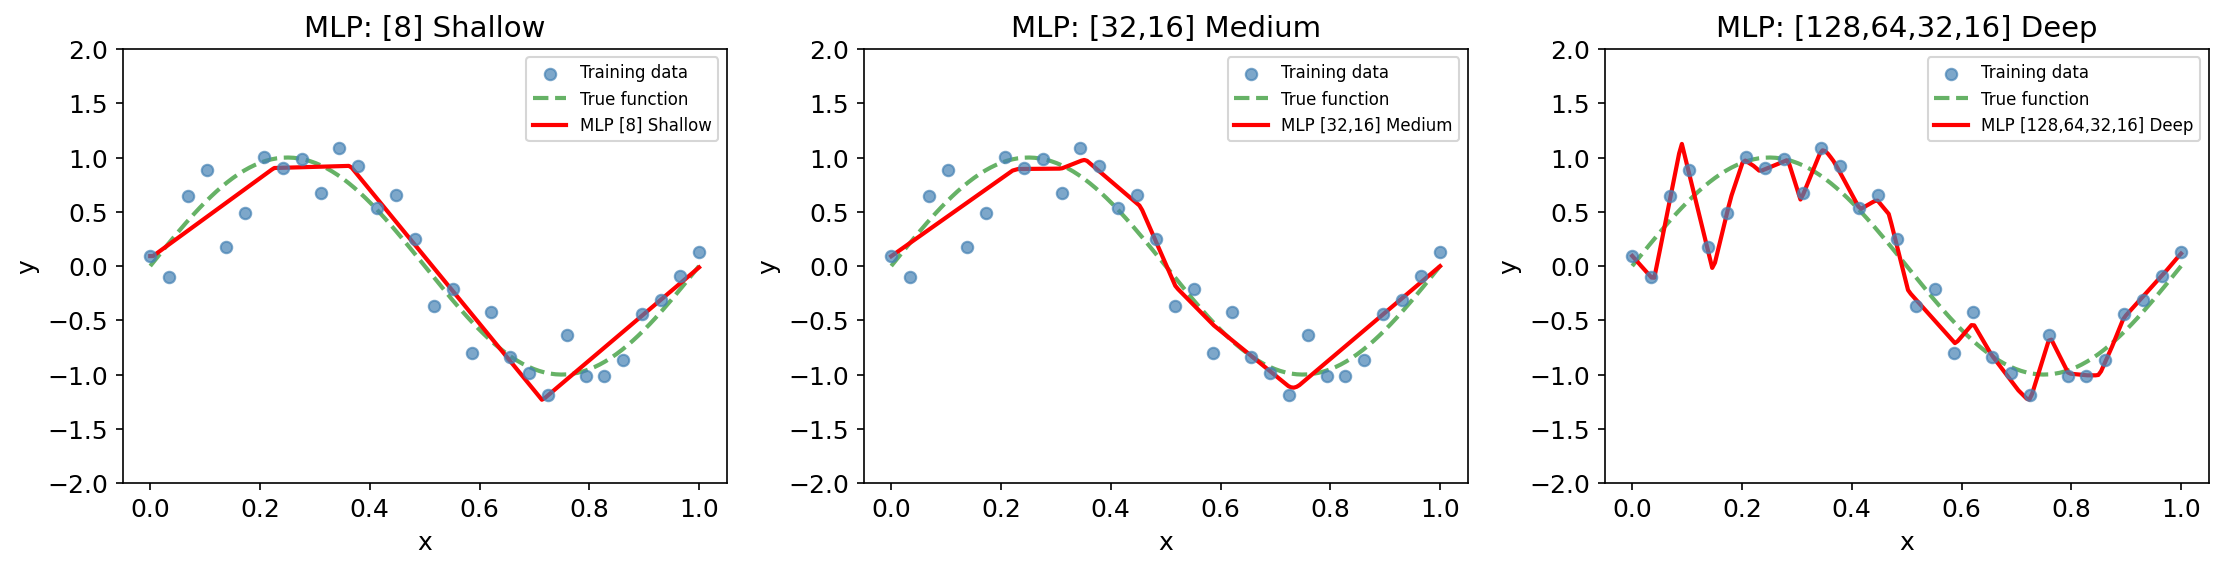 MLP: [8] Shallow
2.0
1.5
1.0
0.5
0.0
−0.5
−1.0
−1.5
−2.0
y
Training data
True function
MLP [8] Shallow
0.0 0.2 0.4 0.6 0.8 1.0
x
MLP: [32,16] Medium
2.0
1.5
1.0
0.5
0.0
−0.5
−1.0
−1.5
−2.0
y
Training data
True function
MLP [32,16] Medium
0.0 0.2 0.4 0.6 0.8 1.0
x
MLP: [128,64,32,16] Deep
2.0
1.5
1.0
0.5
0.0
−0.5
−1.0
−1.5
−2.0
y
Training data
True function
MLP [128,64,32,16] Deep
0.0 0.2 0.4 0.6 0.8 1.0
x